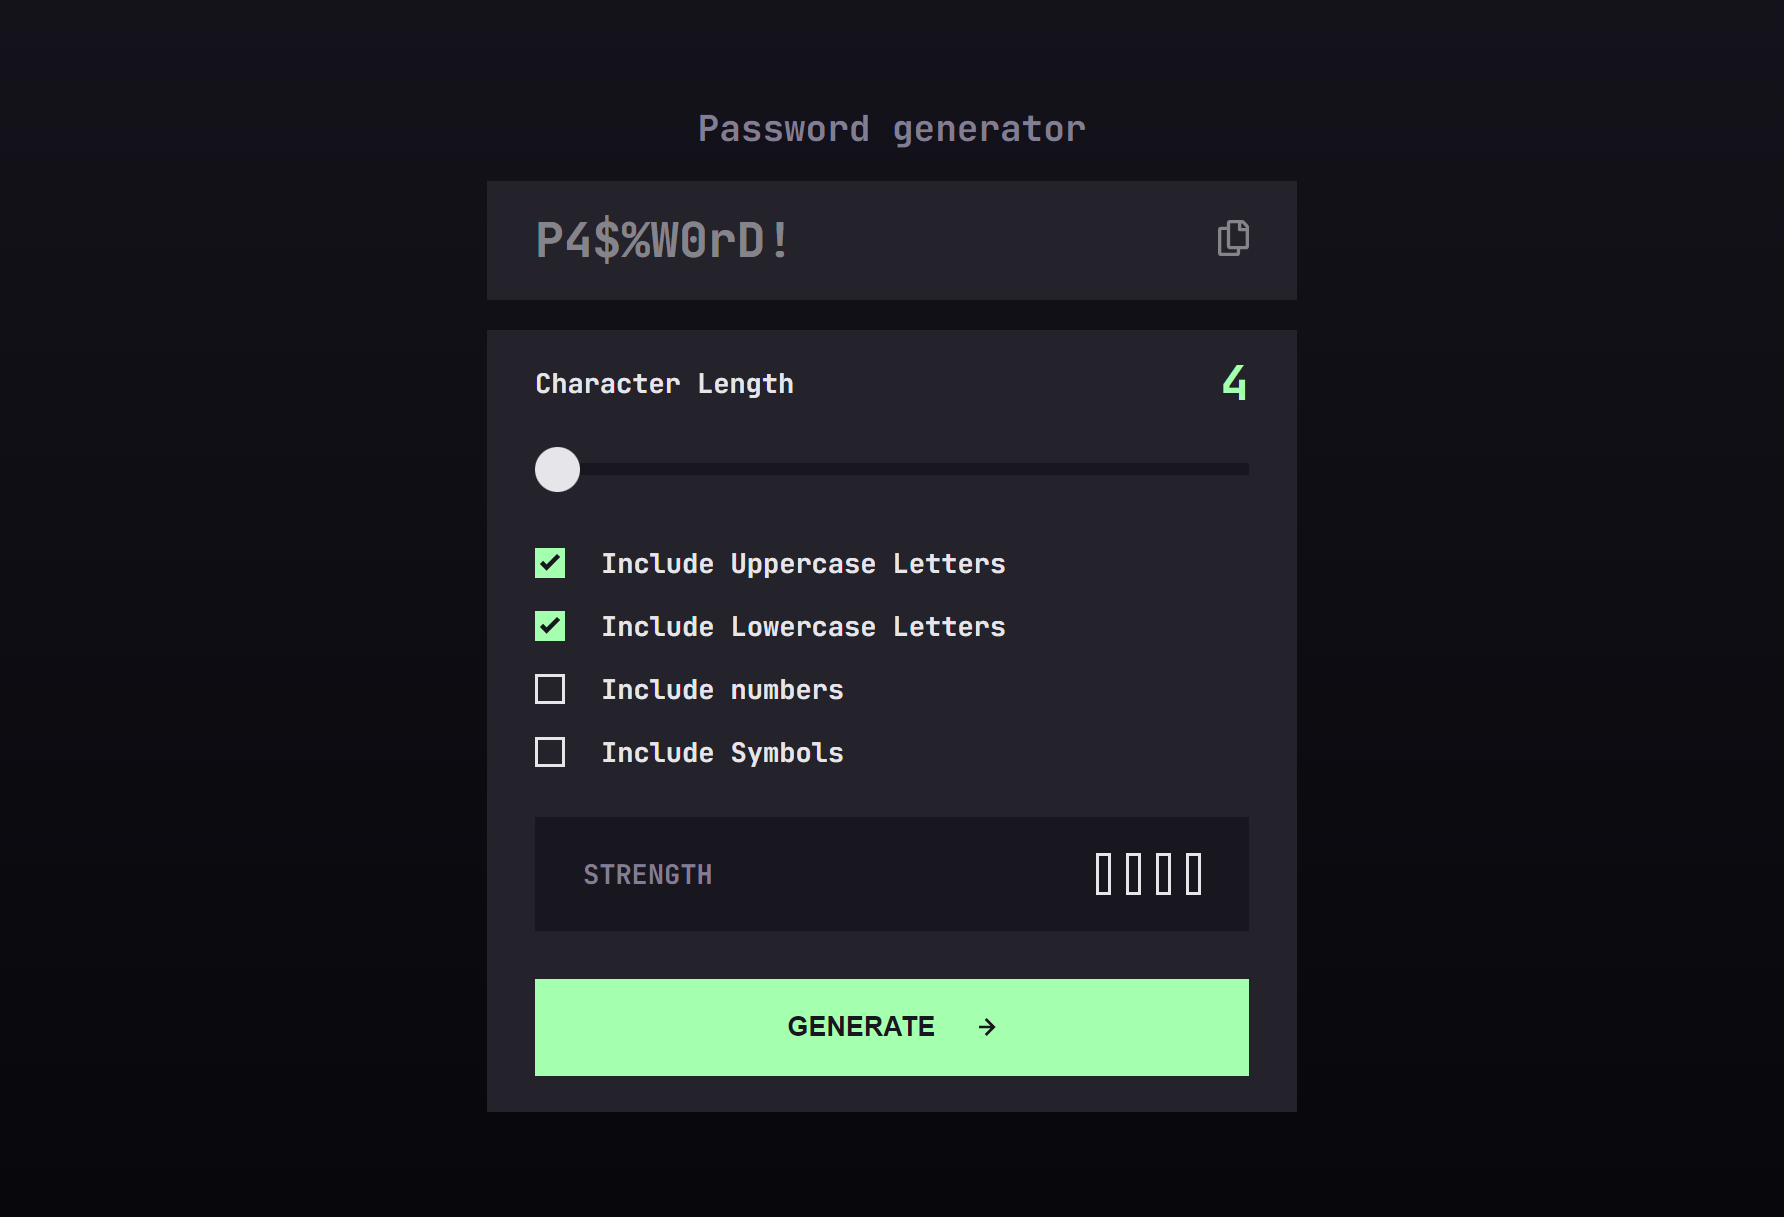 Password generator
P4$%W0rD!
Character Length 4
Include Uppercase Letters
Include Lowercase Letters
Include numbers
Include Symbols
STRENGTH
GENERATE →